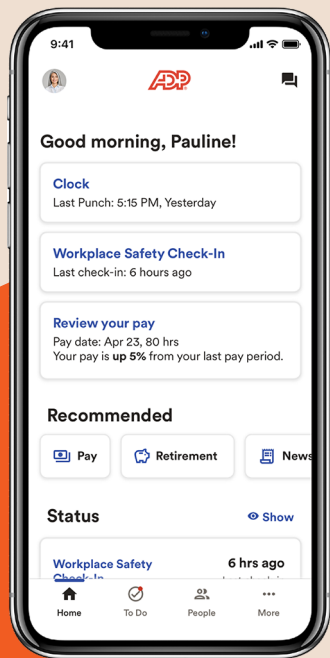 9:41
ADP
Good morning, Pauline!
Clock
Last Punch: 5:15 PM, Yesterday
Workplace Safety Check-In
Last check-in: 6 hours ago
Review your pay
Pay date: Apr 23, 80 hrs
Your pay is up 5% from your last pay period.
Recommended
Pay
Retirement
News
Status
Show
Workplace Safety
6 hrs ago
Check-In
Home
To Do
People
More